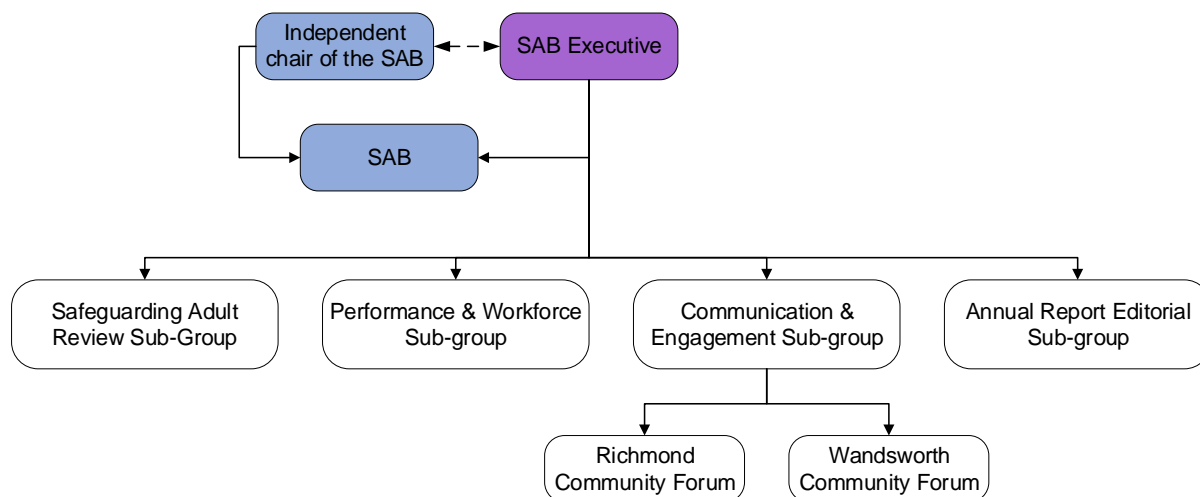 Independent
chair of the SAB
SAB Executive
SAB
Safeguarding Adult
Review Sub-Group
Performance & Workforce
Sub-group
Communication &
Engagement Sub-group
Annual Report Editorial
Sub-group
Richmond
Community Forum
Wandsworth
Community Forum